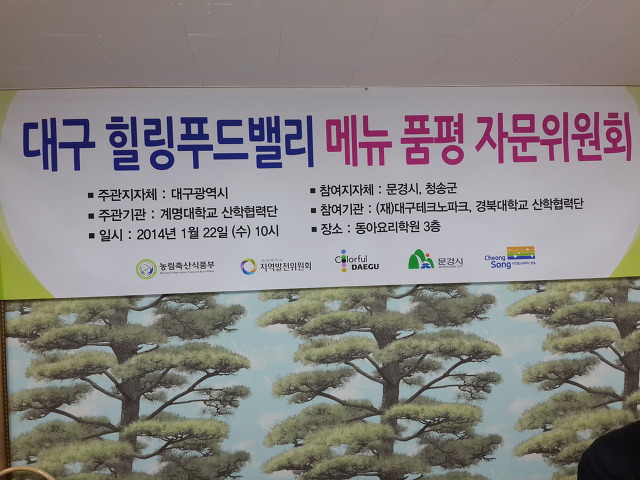 대구 힐링푸드밸리 메뉴 품평 자문위원회
■ 주관지자체 : 대구광역시
■ 주관기관 : 계명대학교 산학협력단
■ 일시 : 2014년 1월 22일 (수) 10시
■ 참여지자체 : 문경시, 청송군
■ 참여기관 : (재)대구테크노파크, 경북대학교 산학협력단
■ 장소 : 동아요리학원 3층
농림축산식품부
지역발전위원회
Colorful
DAEGU
문경시
Cheong
Song